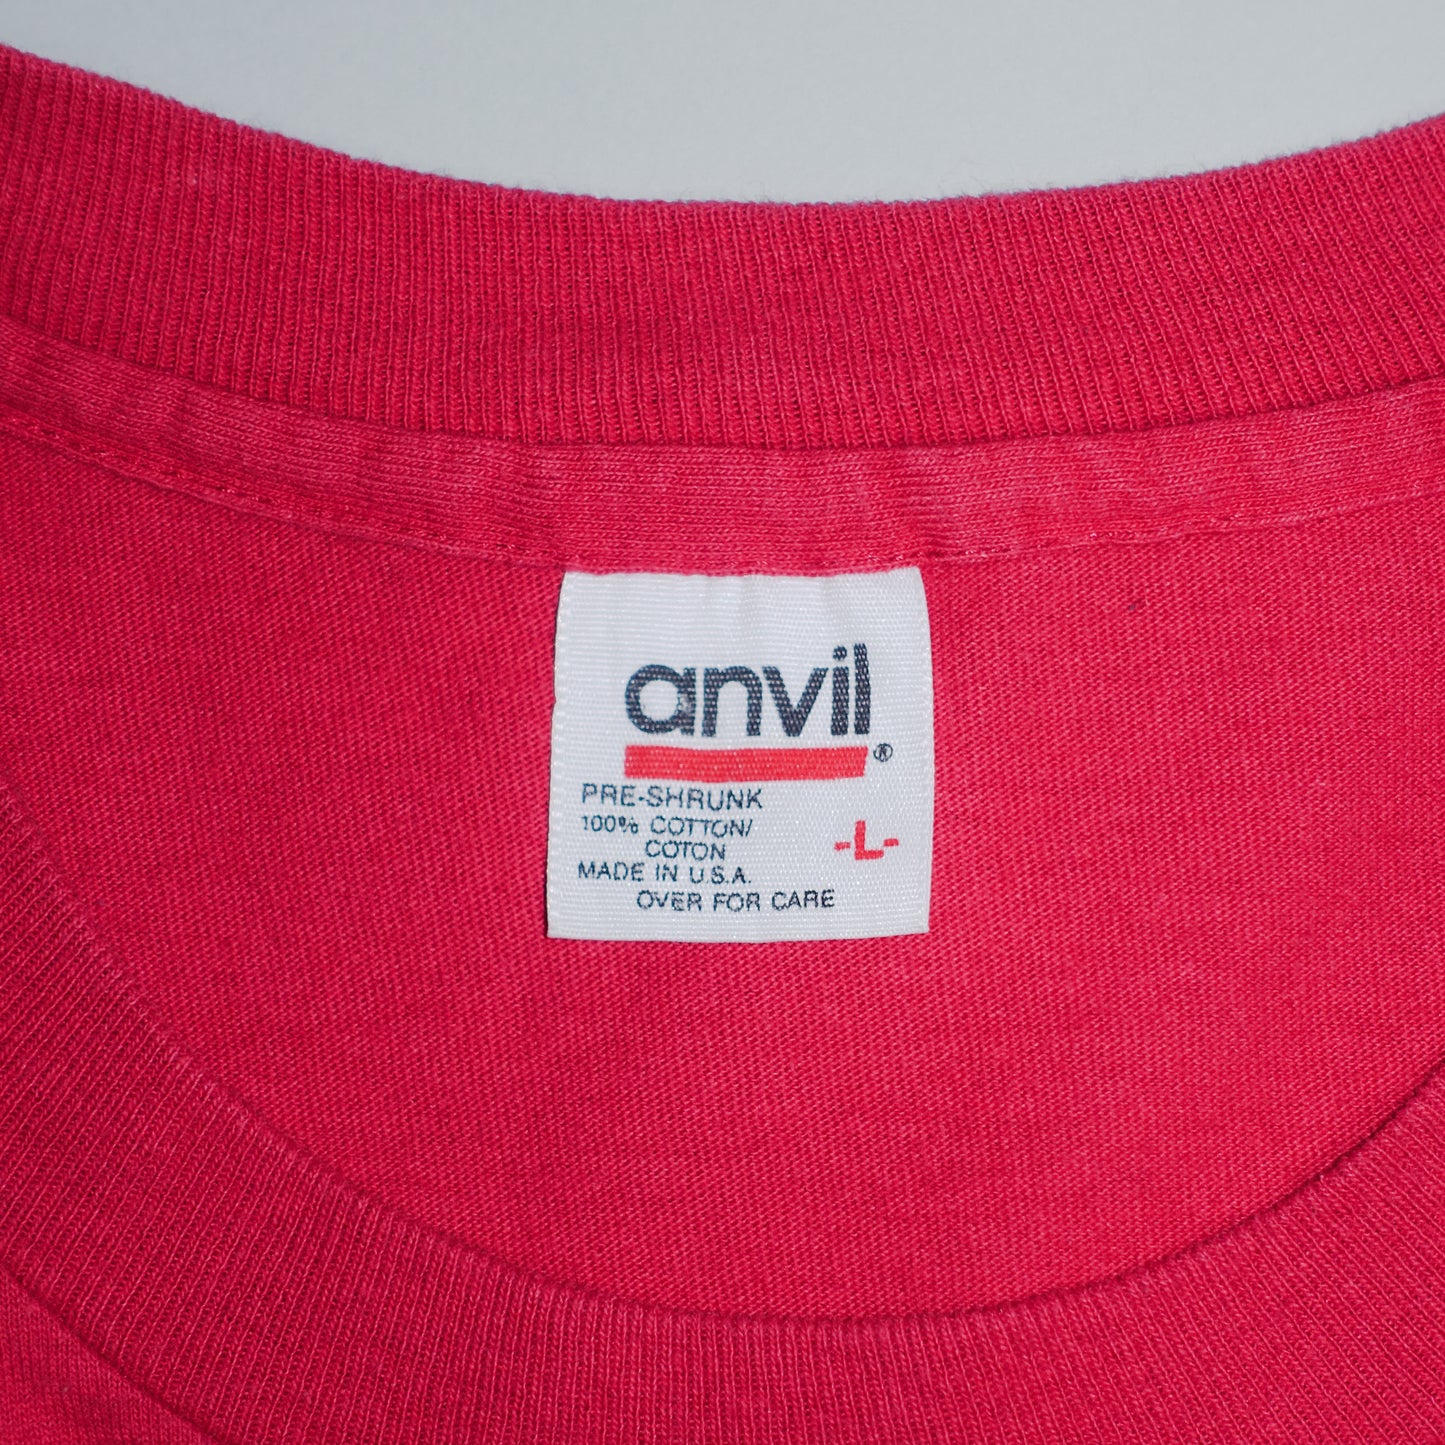 anvil®
PRE-SHRUNK
100% COTTON/
COTON
-L-
MADE IN U.S.A.
OVER FOR CARE